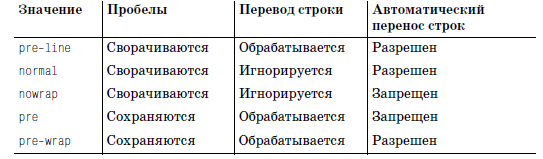 Значение Пробелы Перевод строки Автоматический
перенос строк
pre-line Сворачиваются Обрабатывается Разрешен
normal Сворачиваются Игнорируется Разрешен
nowrap Сворачиваются Игнорируется Запрещен
pre Сохраняются Обрабатывается Запрещен
pre-wrap Сохраняются Обрабатывается Разрешен